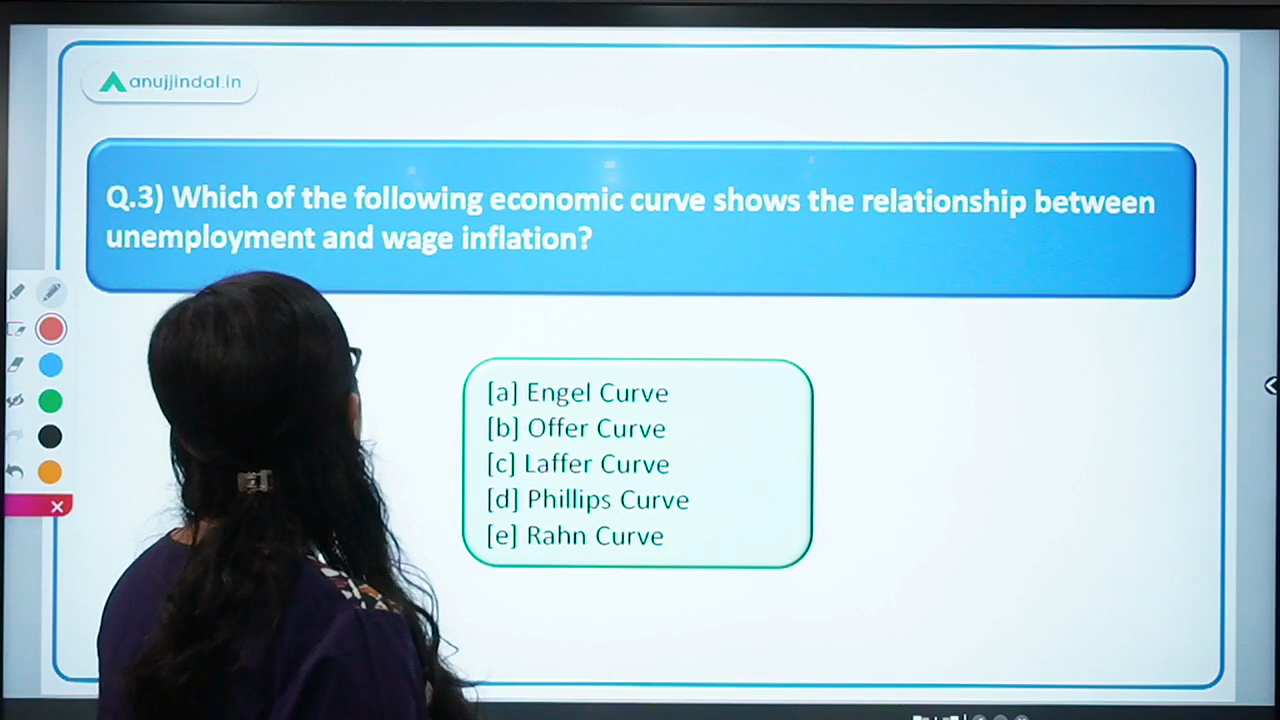 anujjindal.in
Q.3) Which of the following economic curve shows the relationship between
unemployment and wage inflation?
[a] Engel Curve
[b] Offer Curve
[c] Laffer Curve
[d] Phillips Curve
[e] Rahn Curve